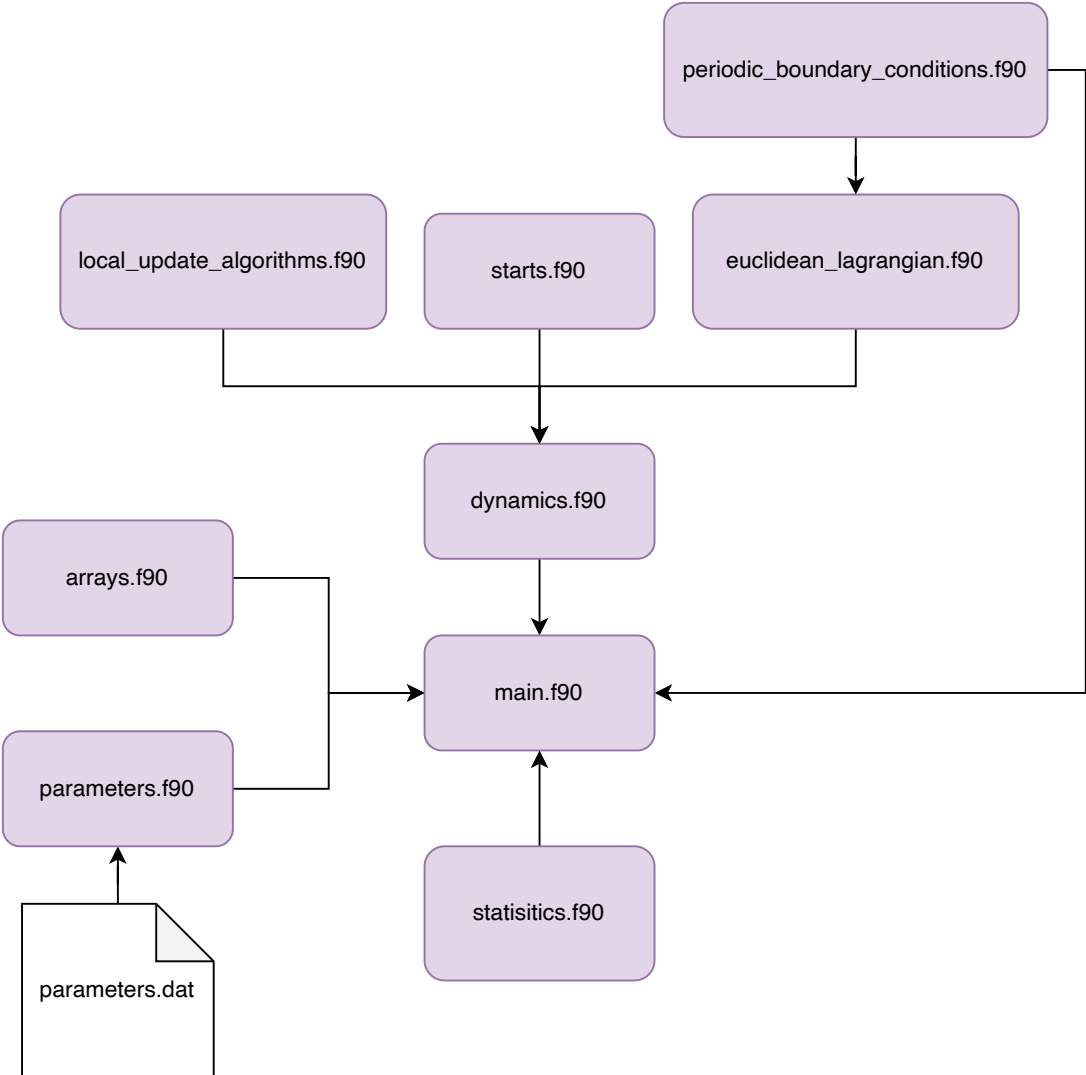 periodic_boundary_conditions.f90
local_update_algorithms.f90
starts.f90
euclidean_lagrangian.f90
dynamics.f90
arrays.f90
main.f90
parameters.f90
statisitics.f90
parameters.dat